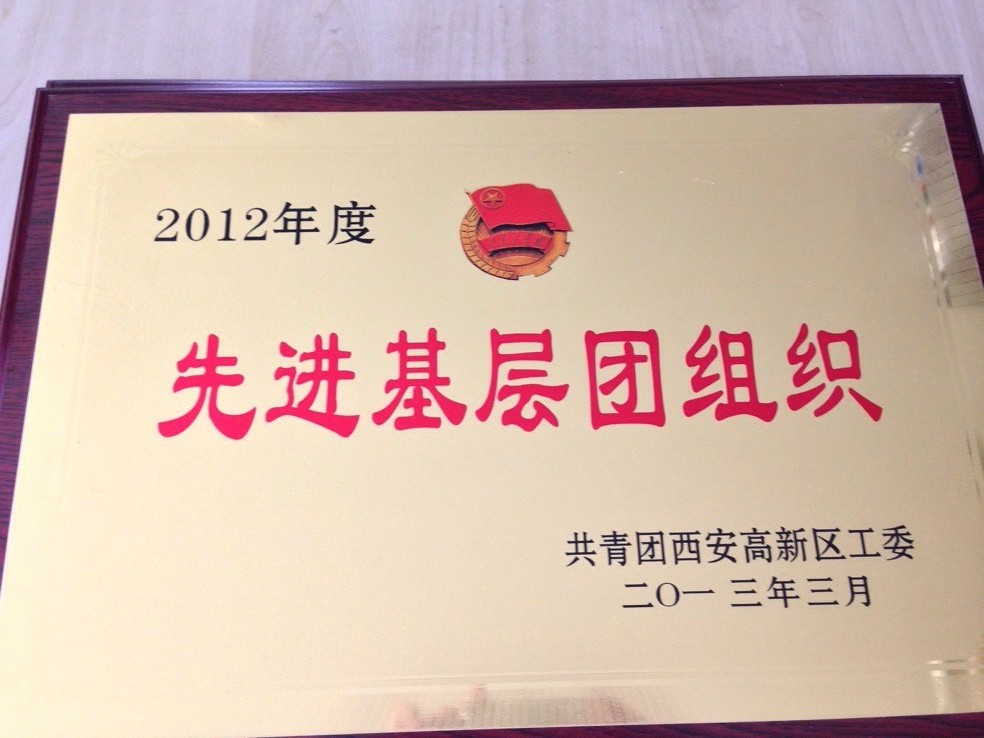 2012年度
先进基层团组织
共青团西安高新区工委
二〇一三年三月